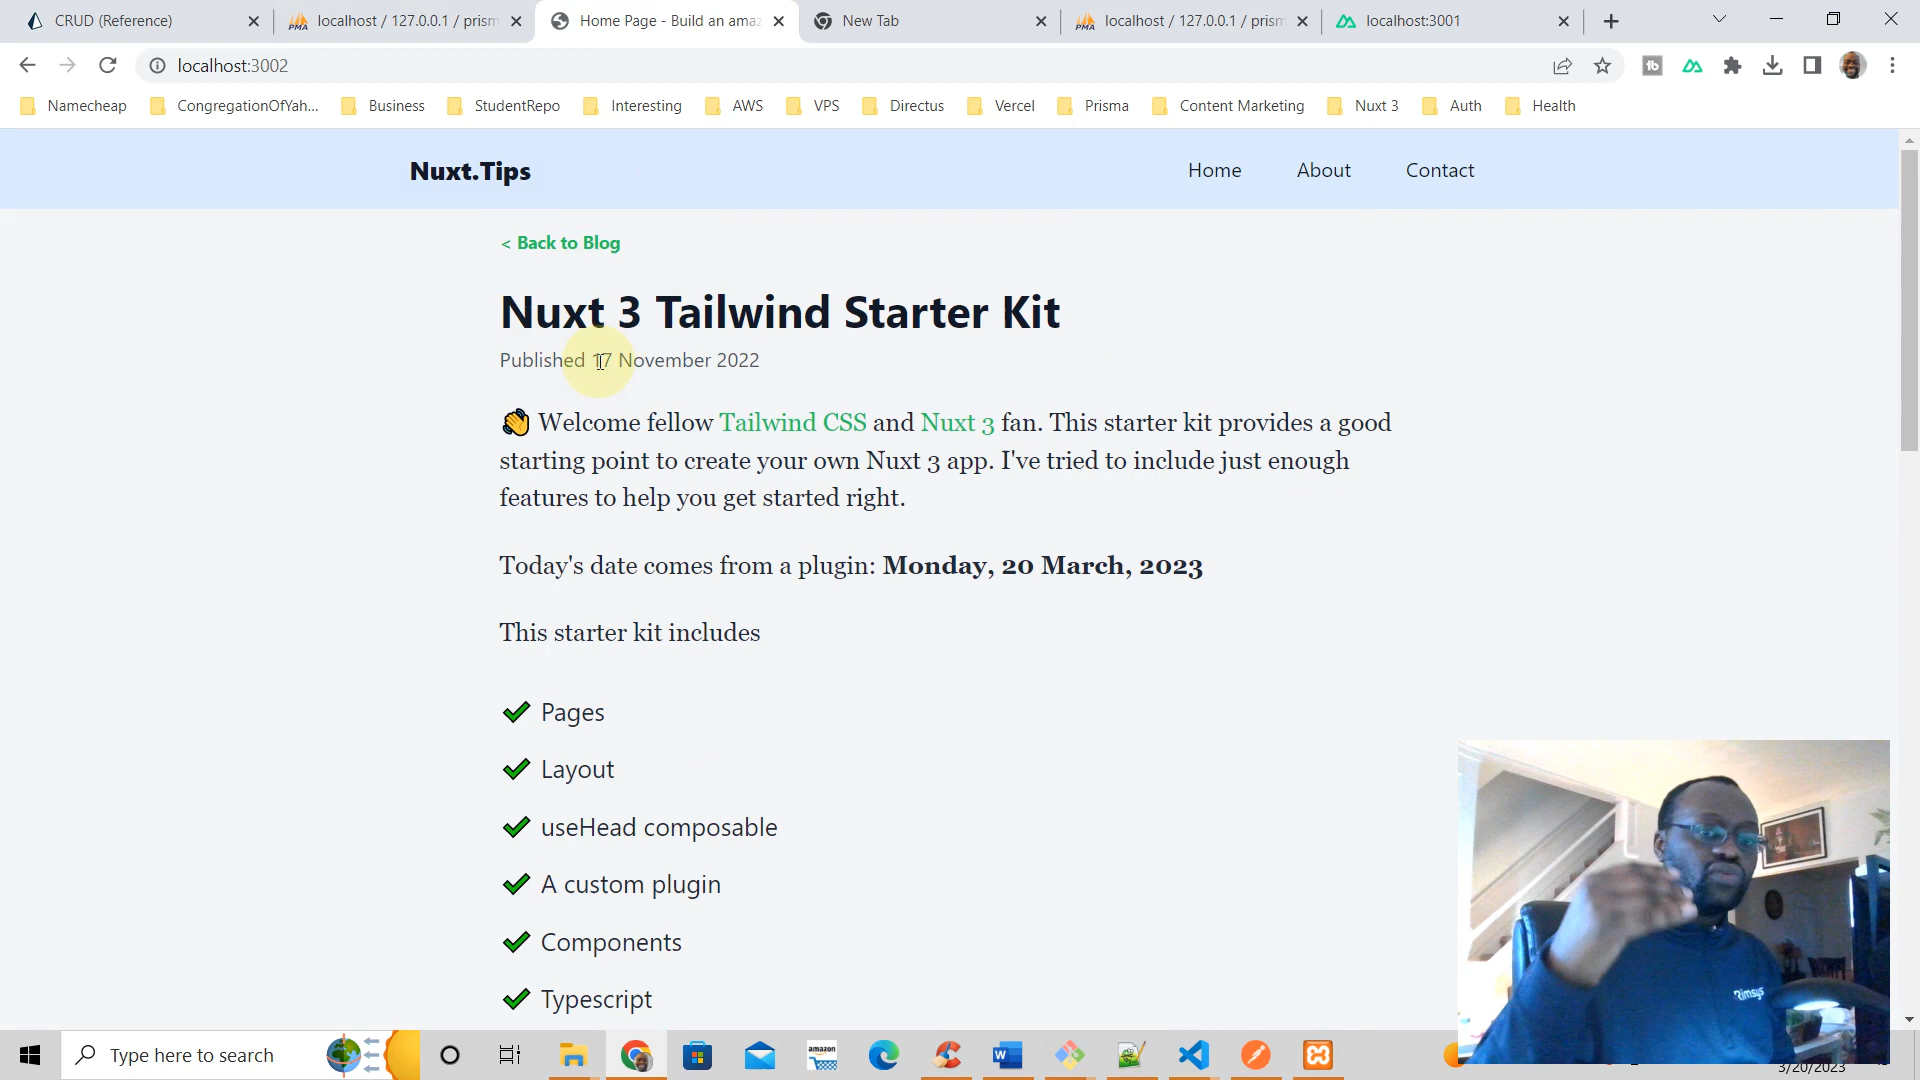 CRUD (Reference)
localhost / 127.0.0.1 / prism
Home Page - Build an amaz
New Tab
localhost / 127.0.0.1 / prism
localhost:3001
localhost:3002
Namecheap
CongregationOfYah...
Business
StudentRepo
Interesting
AWS
VPS
Directus
Vercel
Prisma
Content Marketing
Nuxt 3
Auth
Health
Nuxt.Tips
Home
About
Contact
< Back to Blog
Nuxt 3 Tailwind Starter Kit
Published 17 November 2022
👏 Welcome fellow Tailwind CSS and Nuxt 3 fan. This starter kit provides a good
starting point to create your own Nuxt 3 app. I've tried to include just enough
features to help you get started right.
Today's date comes from a plugin: Monday, 20 March, 2023
This starter kit includes
✔ Pages
✔ Layout
✔ useHead composable
✔ A custom plugin
✔ Components
✔ Typescript
Rimsys
Type here to search
amazon
3/20/2023